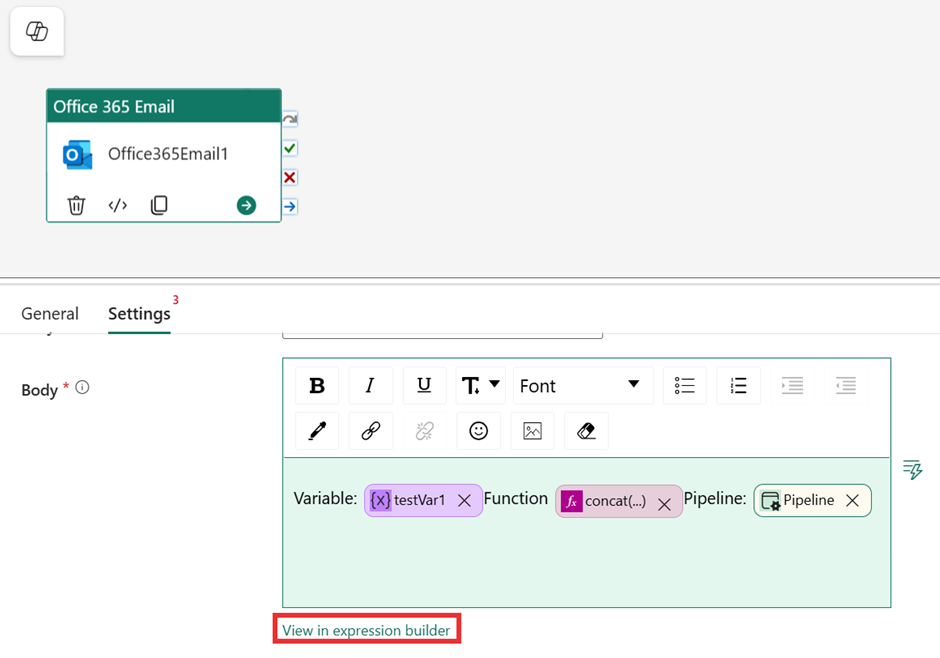 Office 365 Email
Office365Email1
General
Settings 3
Body * 
B I U T Font
Variable: {x} testVar1 Function fx concat(...) Pipeline: Pipeline
View in expression builder